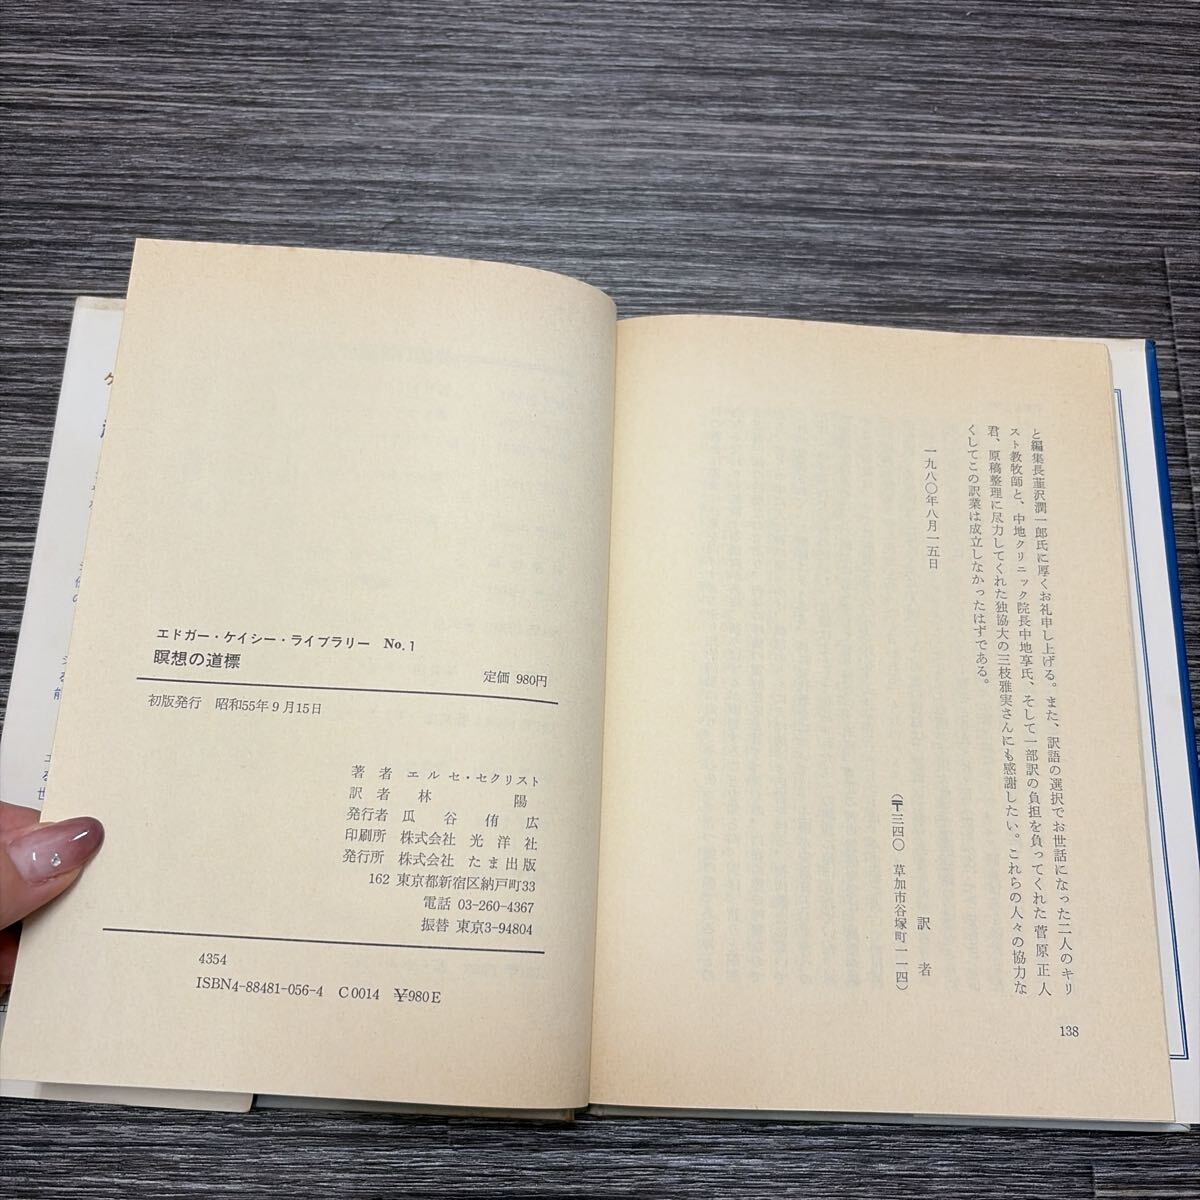 エドガー・ケイシー・ライブラリー No.1
瞑想の道標
定価 980円
初版発行 昭和55年9月15日
著者 エルセ・セクリスト
訳者 林 陽
発行者 瓜谷侑広
印刷所 株式会社 光洋社
発行所 株式会社 たま出版
162 東京都新宿区納戸町33
電話 03-260-4367
振替 東京3-94804
4354
ISBN4-88481-056-4 C0014 ¥980E
と編集長韮沢潤一郎氏に厚くお礼申し上げる。また、訳語の選択でお世話になった二人のキリ
スト教牧師と、中地クリニック院長中地享氏、そして一部訳の負担を負ってくれた菅原正人
君、原稿整理に尽力してくれた独協大の三枝雅実さんにも感謝したい。これらの人々の協力な
くしてこの訳業は成立しなかったはずである。
一九八〇年八月一五日
訳者
(〒三四〇 草加市谷塚町一一四)
138